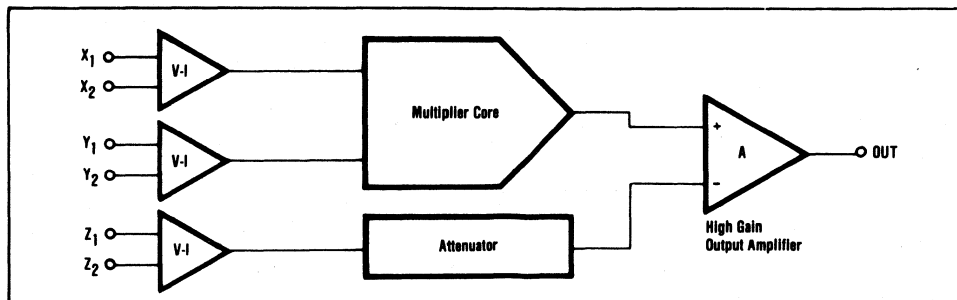 X1
V-I
X2
Multiplier Core
Y1
V-I
Y2
+
A
OUT
−
Z1
V-I
Z2
Attenuator
High Gain
Output Amplifier